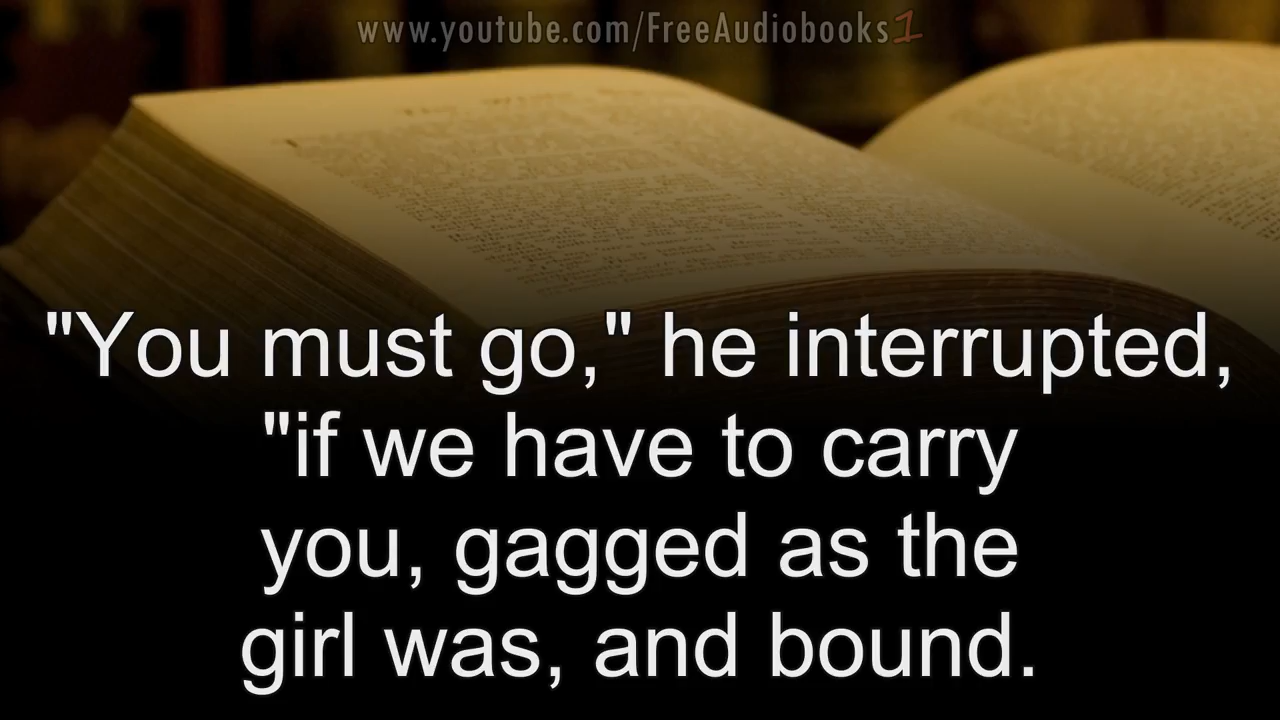 www.youtube.com/FreeAudiobooks1
"You must go," he interrupted,
"if we have to carry
you, gagged as the
girl was, and bound.